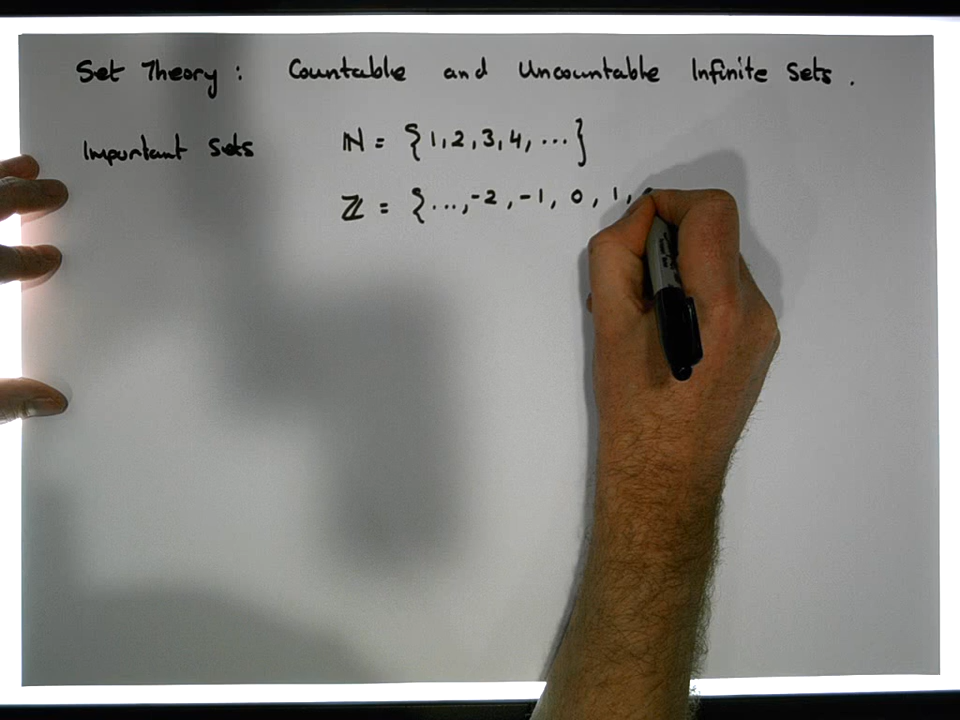 Set Theory : Countable and Uncountable Infinite Sets .
Important Sets ℕ = {1,2,3,4, ...}
ℤ = {...,-2,-1, 0, 1,